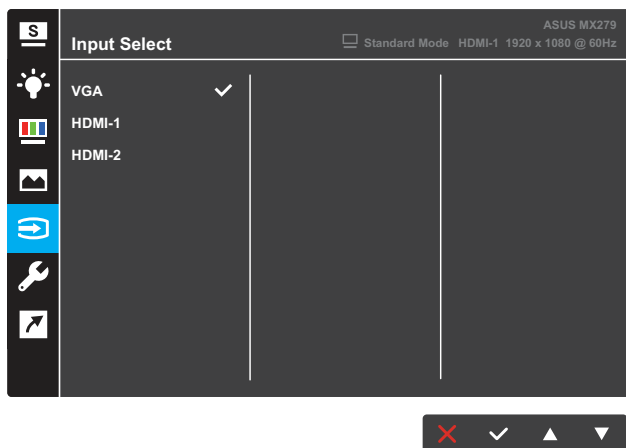 S
ASUS MX279
Input Select
Standard Mode HDMI-1 1920 x 1080 @ 60Hz
VGA
HDMI-1
HDMI-2